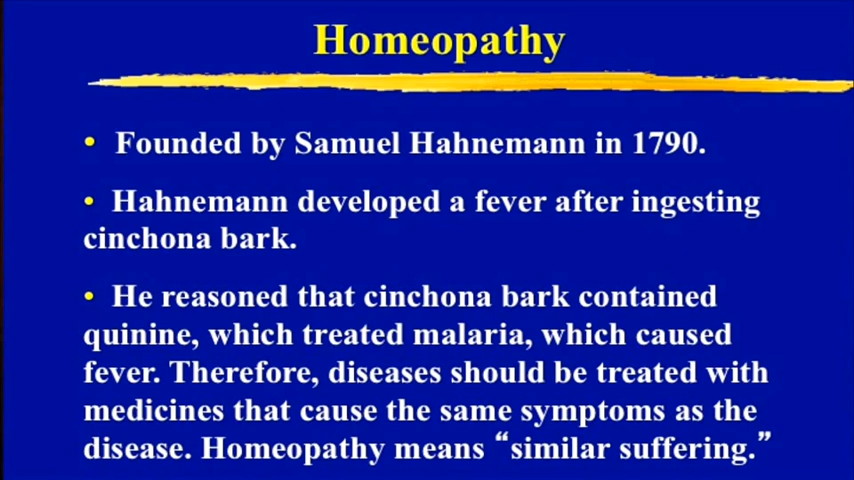 Homeopathy
• Founded by Samuel Hahnemann in 1790.
• Hahnemann developed a fever after ingesting
cinchona bark.
• He reasoned that cinchona bark contained
quinine, which treated malaria, which caused
fever. Therefore, diseases should be treated with
medicines that cause the same symptoms as the
disease. Homeopathy means “similar suffering.”